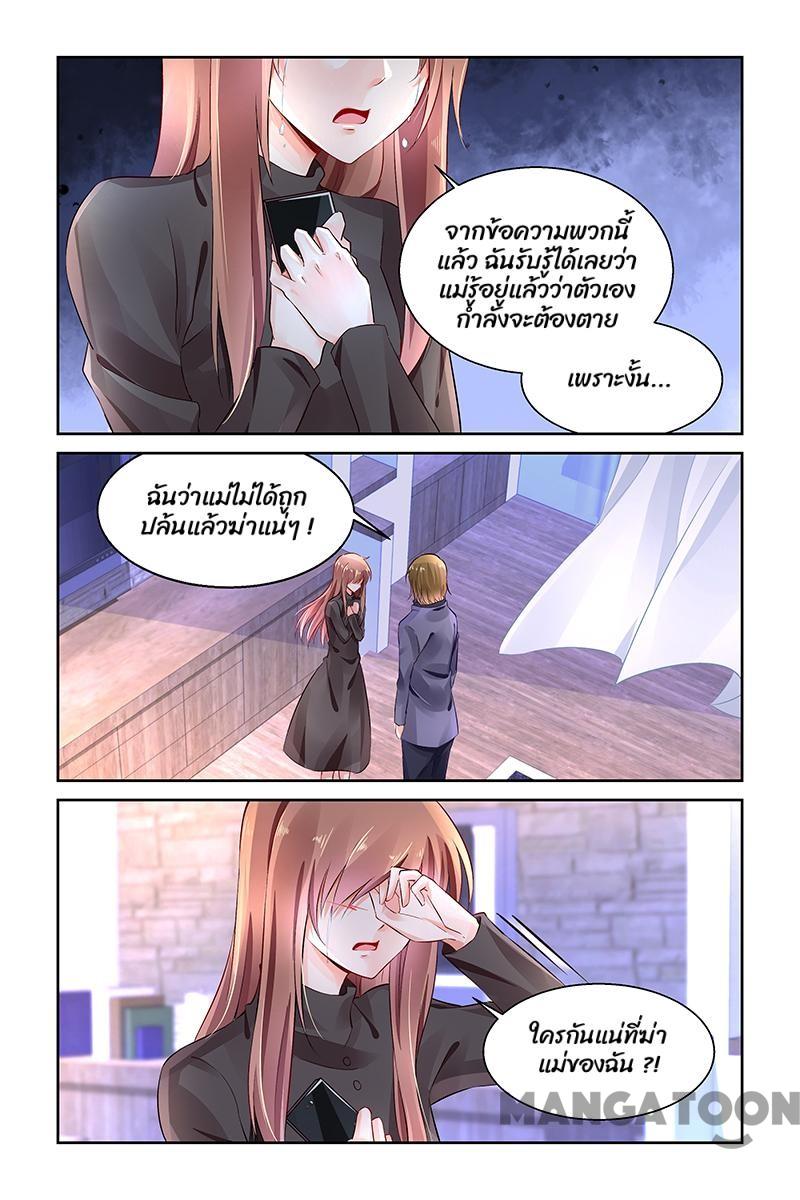 จากข้อความพวกนี้
แล้ว ฉันรับรู้ได้เลยว่า
แม่รู้อยู่แล้วว่าตัวเอง
กำลังจะต้องตาย
เพราะงั้น...
ฉันว่าแม่ไม่ได้ถูก
ปล้นแล้วฆ่าแน่ๆ !
ใครกันแน่ที่ฆ่า
แม่ของฉัน ?!
MANGATOON